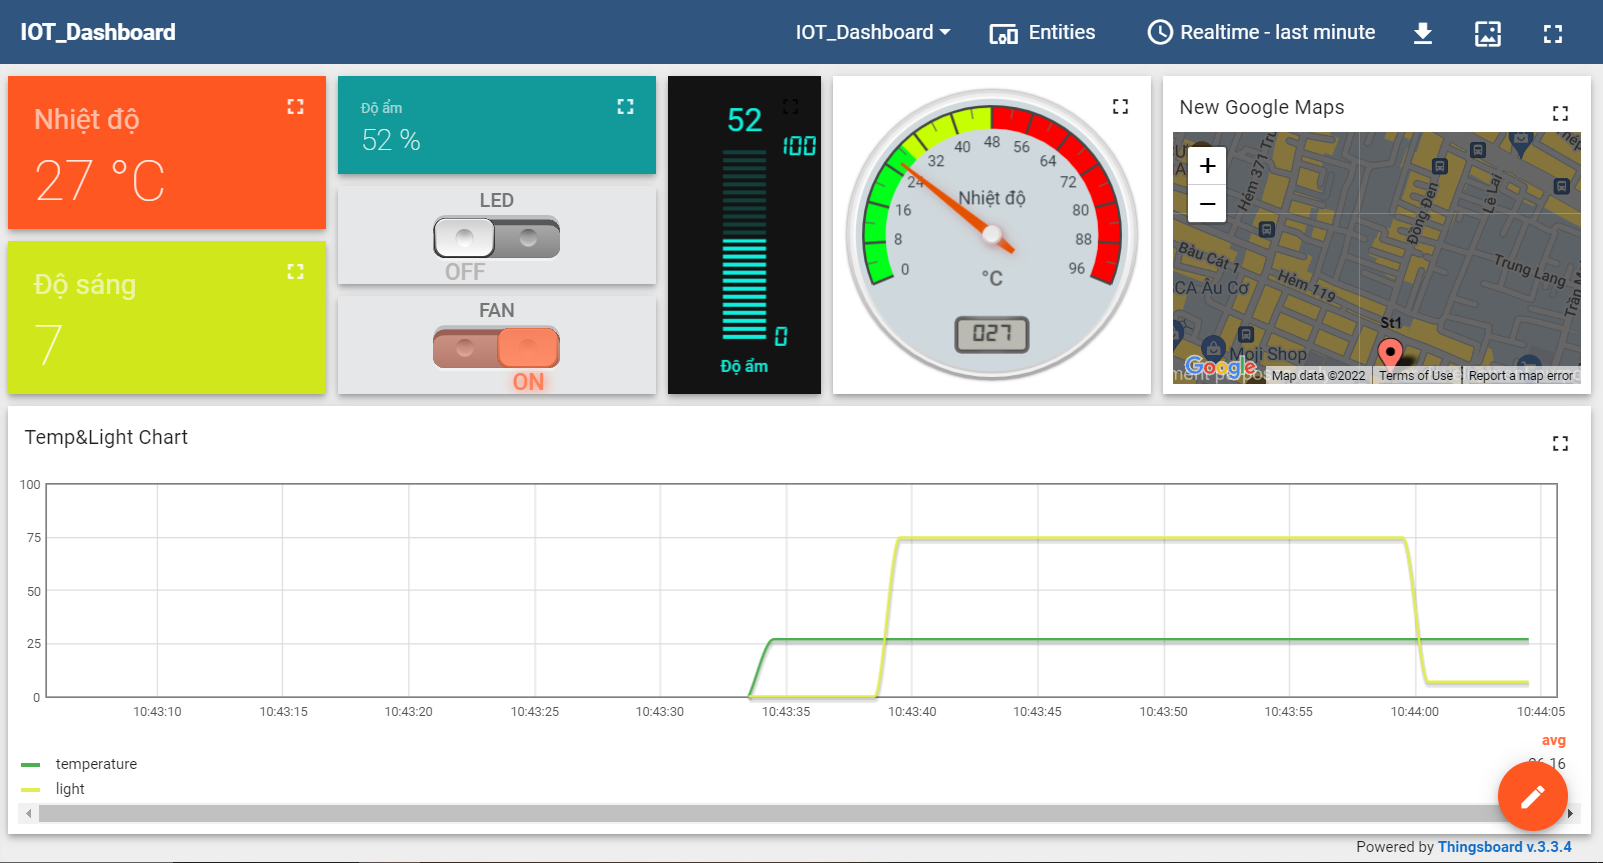 IOT_Dashboard
IOT_Dashboard
Entities
Realtime - last minute
Nhiệt độ
27 °C
Độ sáng
7
Độ ẩm
52 %
LED
OFF
FAN
ON
52
100
0
Độ ẩm
0
8
16
24
32
40
48
56
64
72
80
88
96
Nhiệt độ
°C
027
New Google Maps
+
−
Hẻm 371
Đồng Đen
Lê Lai
Bàu Cát 1
Hẻm 119
Trung Lang
CA Âu Cơ
Moji Shop
St1
Google
Map data ©2022
Terms of Use
Report a map error
Temp&Light Chart
100
75
50
25
0
10:43:10
10:43:15
10:43:20
10:43:25
10:43:30
10:43:35
10:43:40
10:43:45
10:43:50
10:43:55
10:44:00
10:44:05
avg
temperature
light
Powered by Thingsboard v.3.3.4